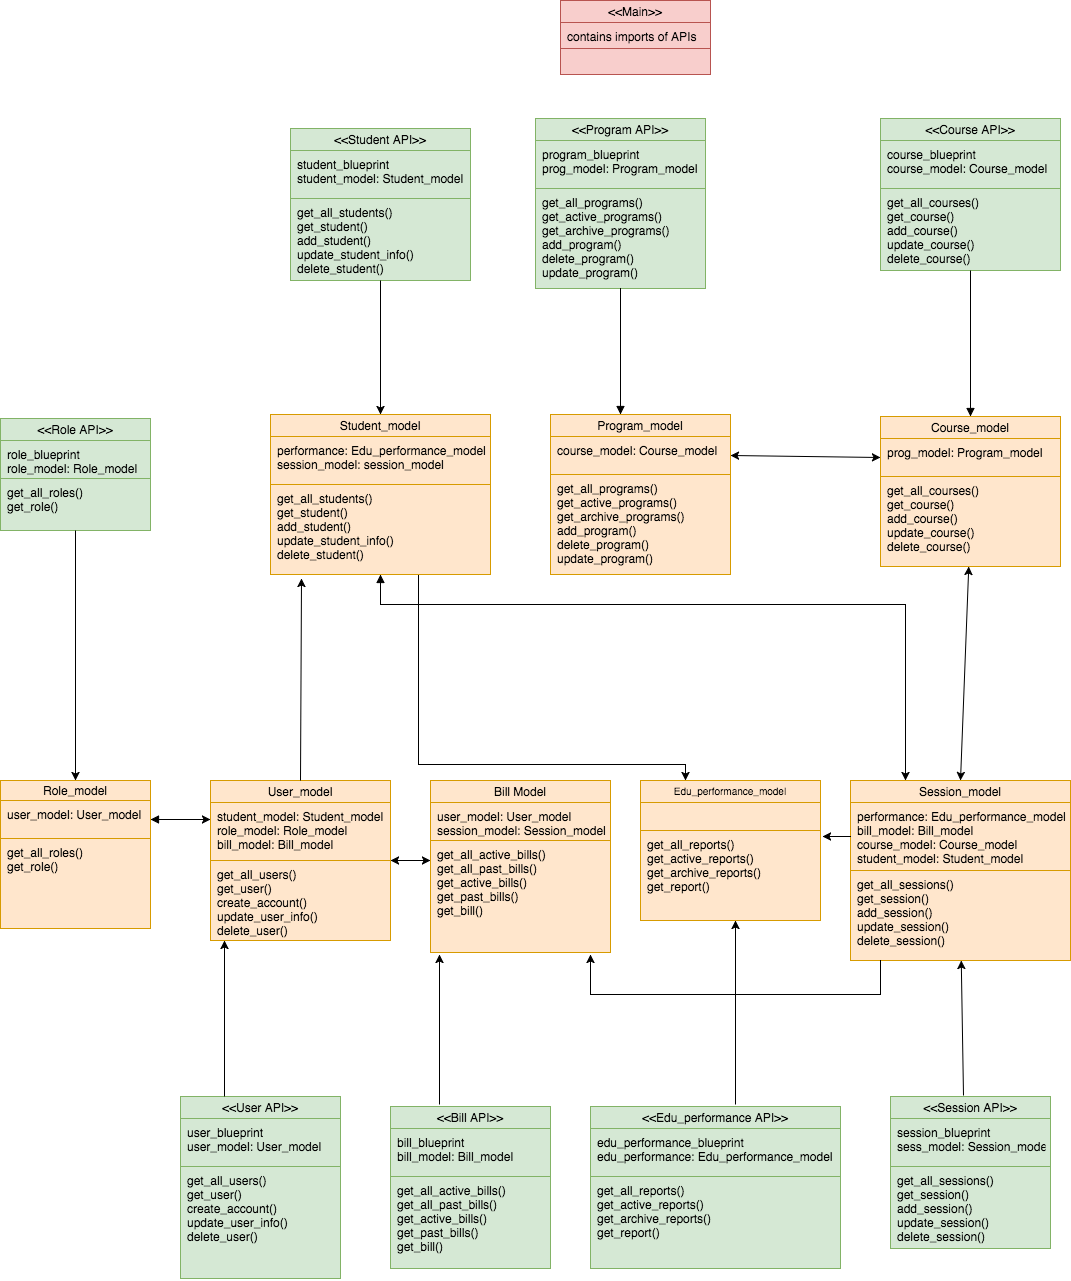 <<Main>>
contains imports of APIs
<<Student API>>
student_blueprint
student_model: Student_model
get_all_students()
get_student()
add_student()
update_student_info()
delete_student()
<<Program API>>
program_blueprint
prog_model: Program_model
get_all_programs()
get_active_programs()
get_archive_programs()
add_program()
delete_program()
update_program()
<<Course API>>
course_blueprint
course_model: Course_model
get_all_courses()
get_course()
add_course()
update_course()
delete_course()
<<Role API>>
role_blueprint
role_model: Role_model
get_all_roles()
get_role()
Student_model
performance: Edu_performance_model
session_model: session_model
get_all_students()
get_student()
add_student()
update_student_info()
delete_student()
Program_model
course_model: Course_model
get_all_programs()
get_active_programs()
get_archive_programs()
add_program()
delete_program()
update_program()
Course_model
prog_model: Program_model
get_all_courses()
get_course()
add_course()
update_course()
delete_course()
Role_model
user_model: User_model
get_all_roles()
get_role()
User_model
student_model: Student_model
role_model: Role_model
bill_model: Bill_model
get_all_users()
get_user()
create_account()
update_user_info()
delete_user()
Bill Model
user_model: User_model
session_model: Session_model
get_all_active_bills()
get_all_past_bills()
get_active_bills()
get_past_bills()
get_bill()
Edu_performance_model
get_all_reports()
get_active_reports()
get_archive_reports()
get_report()
Session_model
performance: Edu_performance_model
bill_model: Bill_model
course_model: Course_model
student_model: Student_model
get_all_sessions()
get_session()
add_session()
update_session()
delete_session()
<<User API>>
user_blueprint
user_model: User_model
get_all_users()
get_user()
create_account()
update_user_info()
delete_user()
<<Bill API>>
bill_blueprint
bill_model: Bill_model
get_all_active_bills()
get_all_past_bills()
get_active_bills()
get_past_bills()
get_bill()
<<Edu_performance API>>
edu_performance_blueprint
edu_performance: Edu_performance_model
get_all_reports()
get_active_reports()
get_archive_reports()
get_report()
<<Session API>>
session_blueprint
sess_model: Session_mode
get_all_sessions()
get_session()
add_session()
update_session()
delete_session()